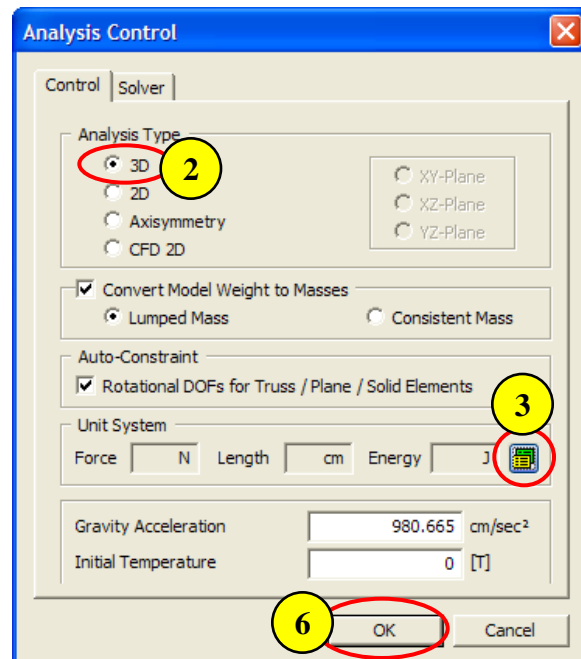 Analysis Control
Control Solver
Analysis Type
3D 2
2D
Axisymmetry
CFD 2D
XY-Plane
XZ-Plane
YZ-Plane
Convert Model Weight to Masses
Lumped Mass Consistent Mass
Auto-Constraint
Rotational DOFs for Truss / Plane / Solid Elements
3
Unit System
Force N Length cm Energy J
Gravity Acceleration 980.665 cm/sec²
Initial Temperature 0 [T]
6 OK Cancel